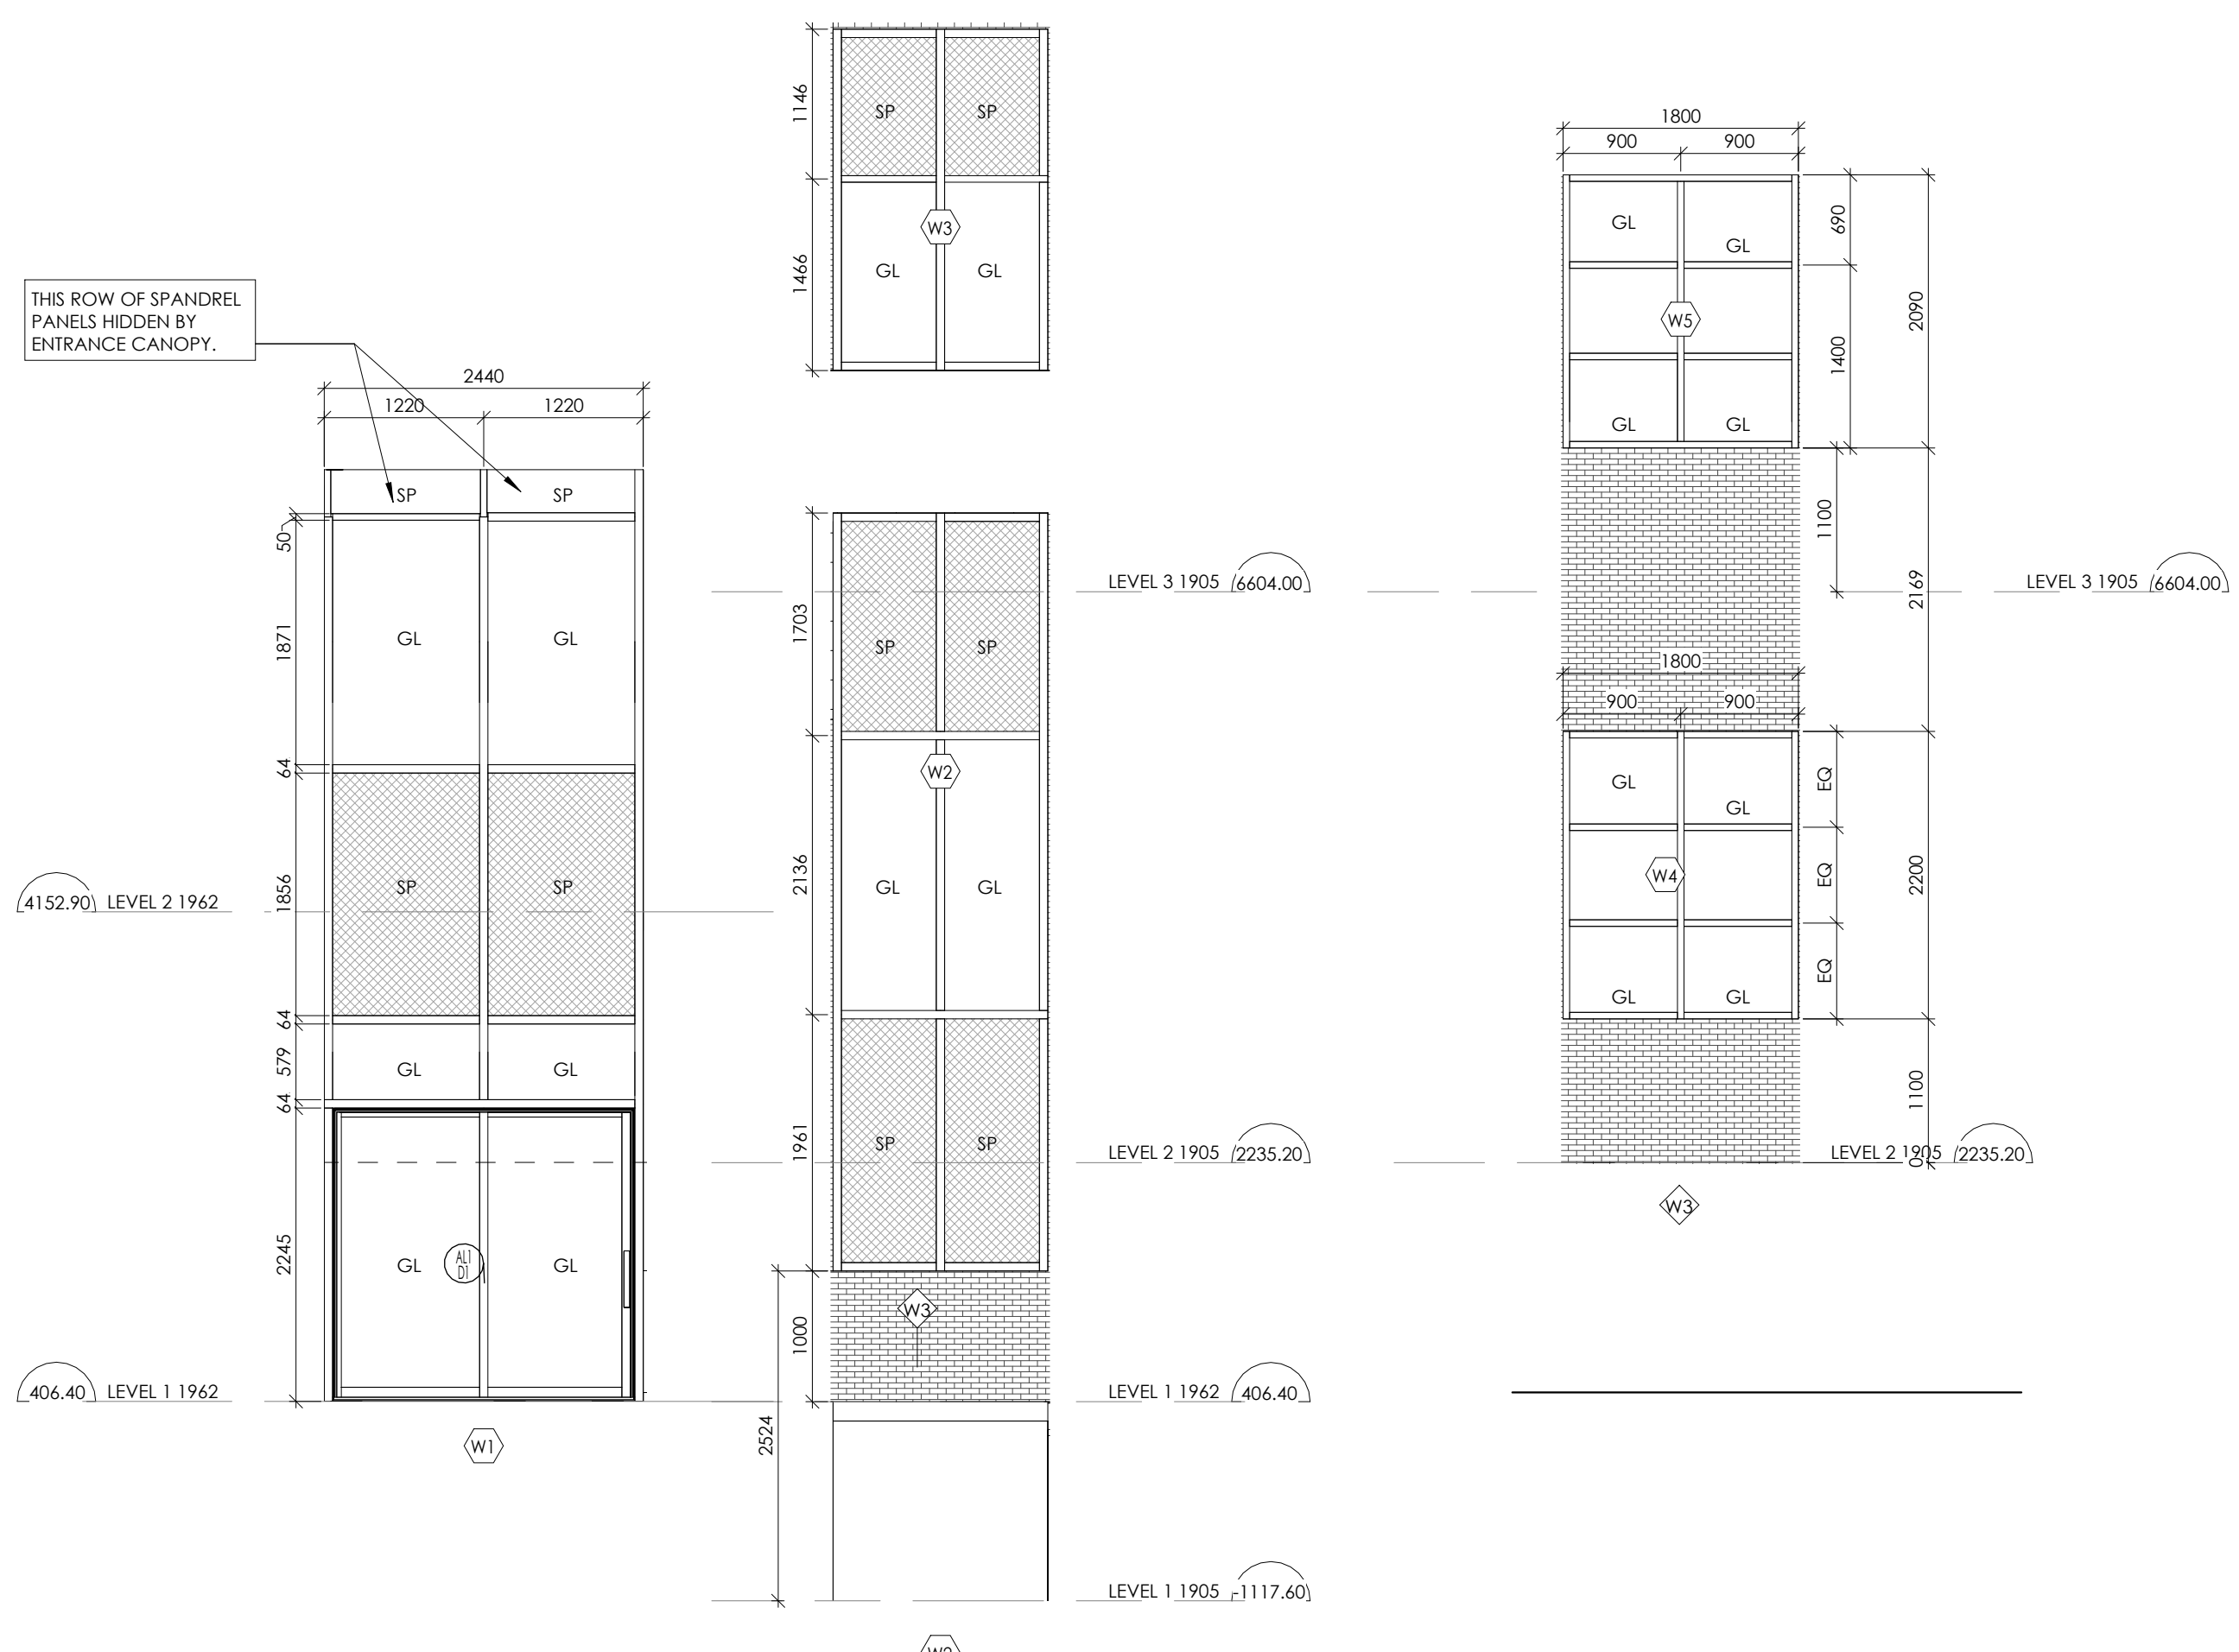 THIS ROW OF SPANDREL
PANELS HIDDEN BY
ENTRANCE CANOPY.
2440
1220 1220
SP SP
50
GL GL
1871
64
SP SP
1856
4152.90 LEVEL 2 1962
64
GL GL
579
64
GL AL1 GL
D1
2245
406.40 LEVEL 1 1962
W1
1146
SP SP
W3
1466
GL GL
LEVEL 3 1905 6604.00
1703
SP SP
W2
2136
GL GL
1961
SP SP
LEVEL 2 1905 2235.20
W3
1000
LEVEL 1 1962 406.40
2524
LEVEL 1 1905 -1117.60
W2
1800
900 900
GL
GL
690
W5
2090
1400
GL GL
1100
LEVEL 3 1905 6604.00
2169
1800
900 900
GL
GL
EQ
W4
EQ
2200
GL GL
EQ
1100
LEVEL 2 1905 2235.20
0
W3